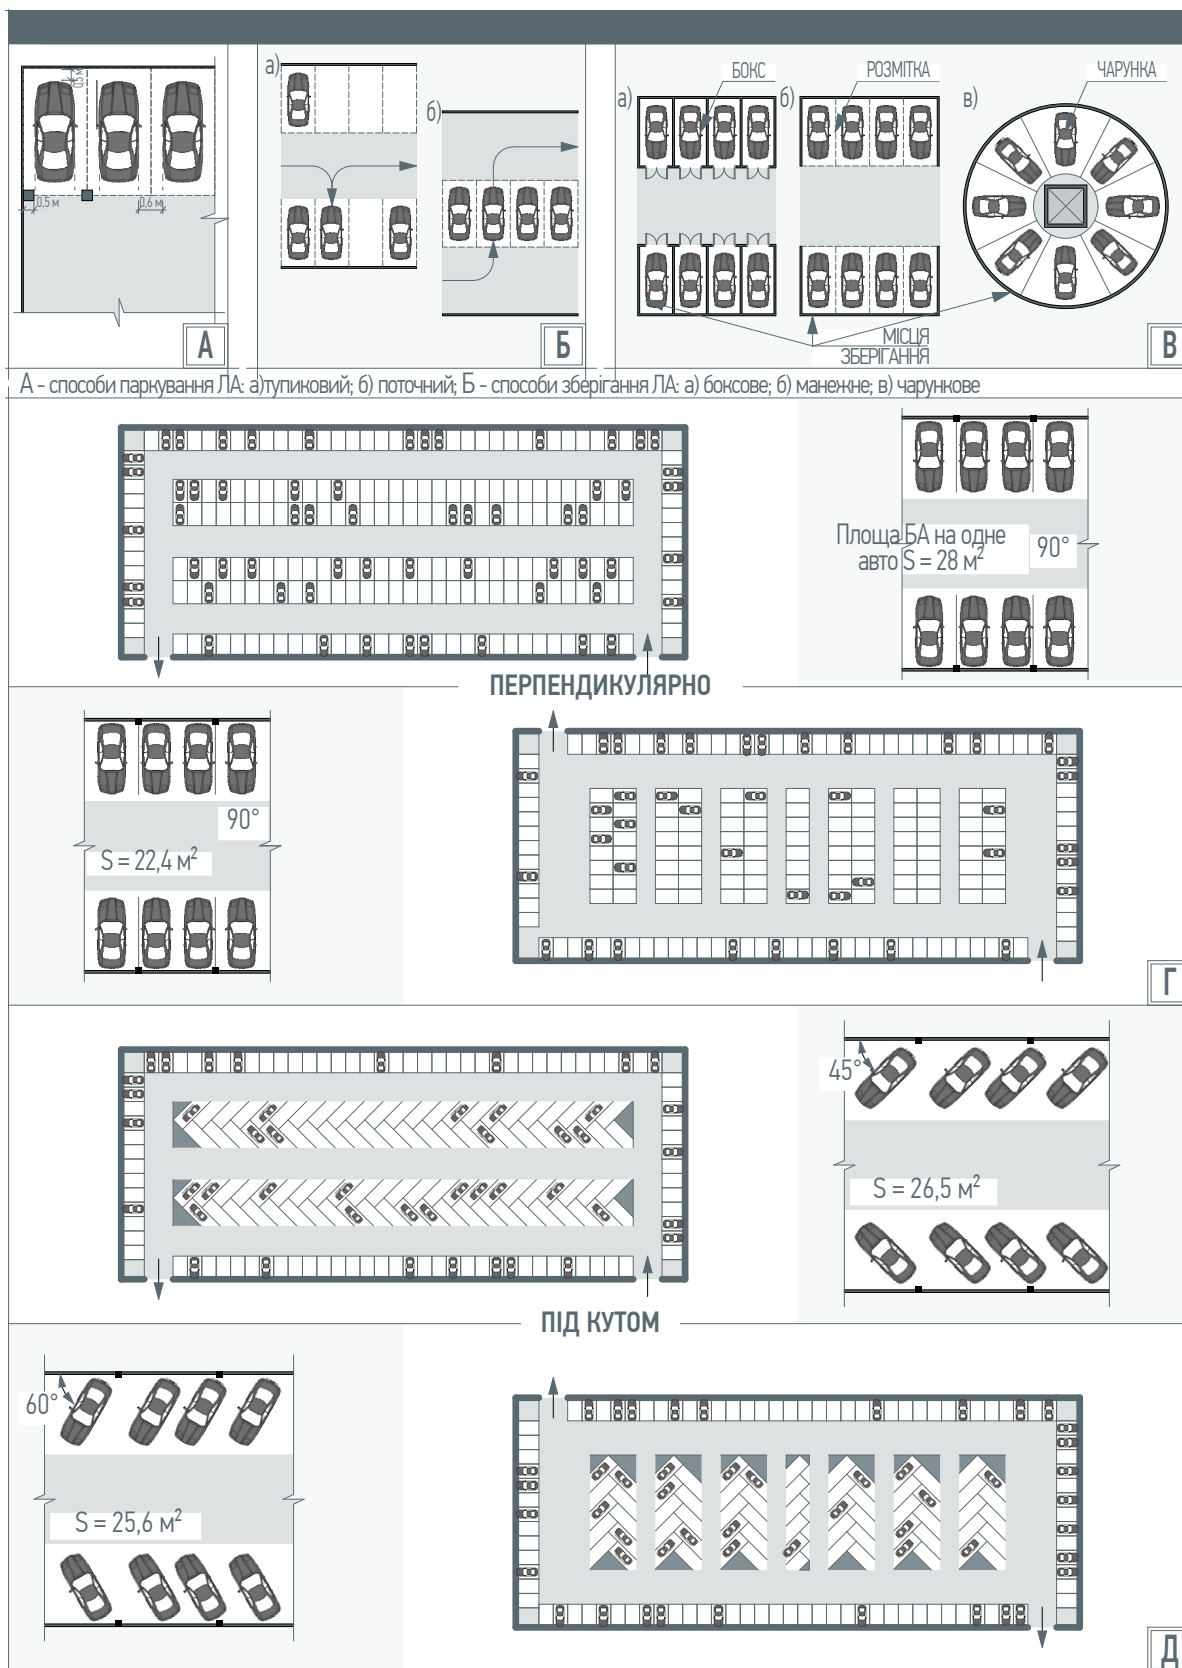 а)
б)
0,5 м
0,5 м
0,6 м
А
Б
БОКС
РОЗМІТКА
ЧАРУНКА
а)
б)
в)
МІСЦЯ
ЗБЕРІГАННЯ
В
А - способи паркування ЛА: а)тупиковий; б) поточний; Б - способи зберігання ЛА: а) боксове; б) манежне; в) чарункове
Площа БА на одне
авто S = 28 м²
90°
ПЕРПЕНДИКУЛЯРНО
90°
S = 22,4 м²
Г
45°
S = 26,5 м²
ПІД КУТОМ
60°
S = 25,6 м²
Д